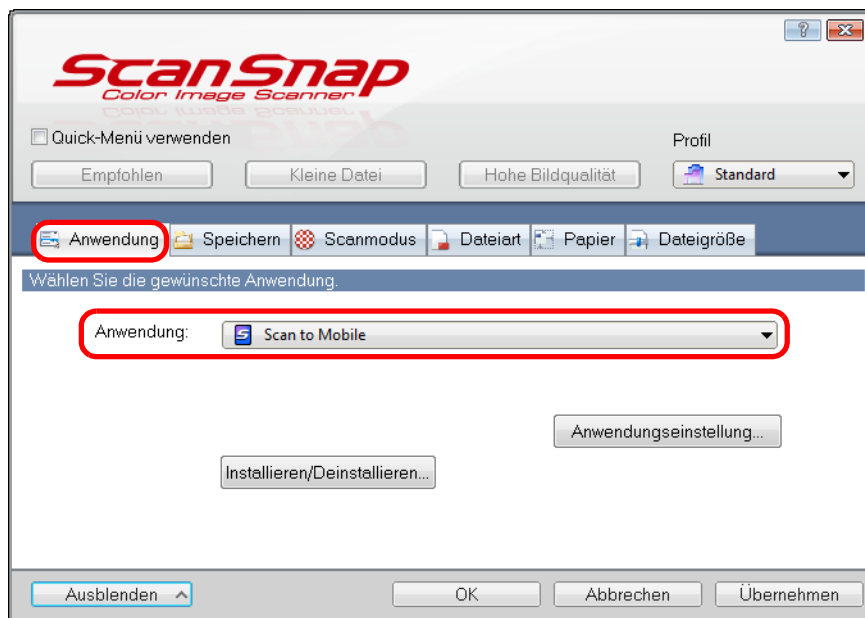 ScanSnap
Color Image Scanner
Quick-Menü verwenden
Profil
Empfohlen
Kleine Datei
Hohe Bildqualität
Standard
Anwendung
Speichern
Scanmodus
Dateiart
Papier
Dateigröße
Wählen Sie die gewünschte Anwendung.
Anwendung:
Scan to Mobile
Anwendungseinstellung...
Installieren/Deinstallieren...
Ausblenden
OK
Abbrechen
Übernehmen